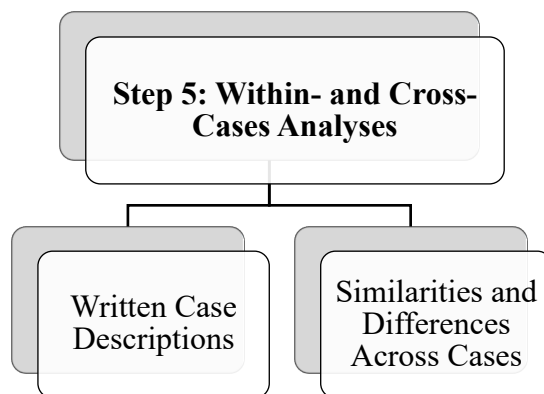 Step 5: Within- and Cross-
Cases Analyses
Written Case
Descriptions
Similarities and
Differences
Across Cases